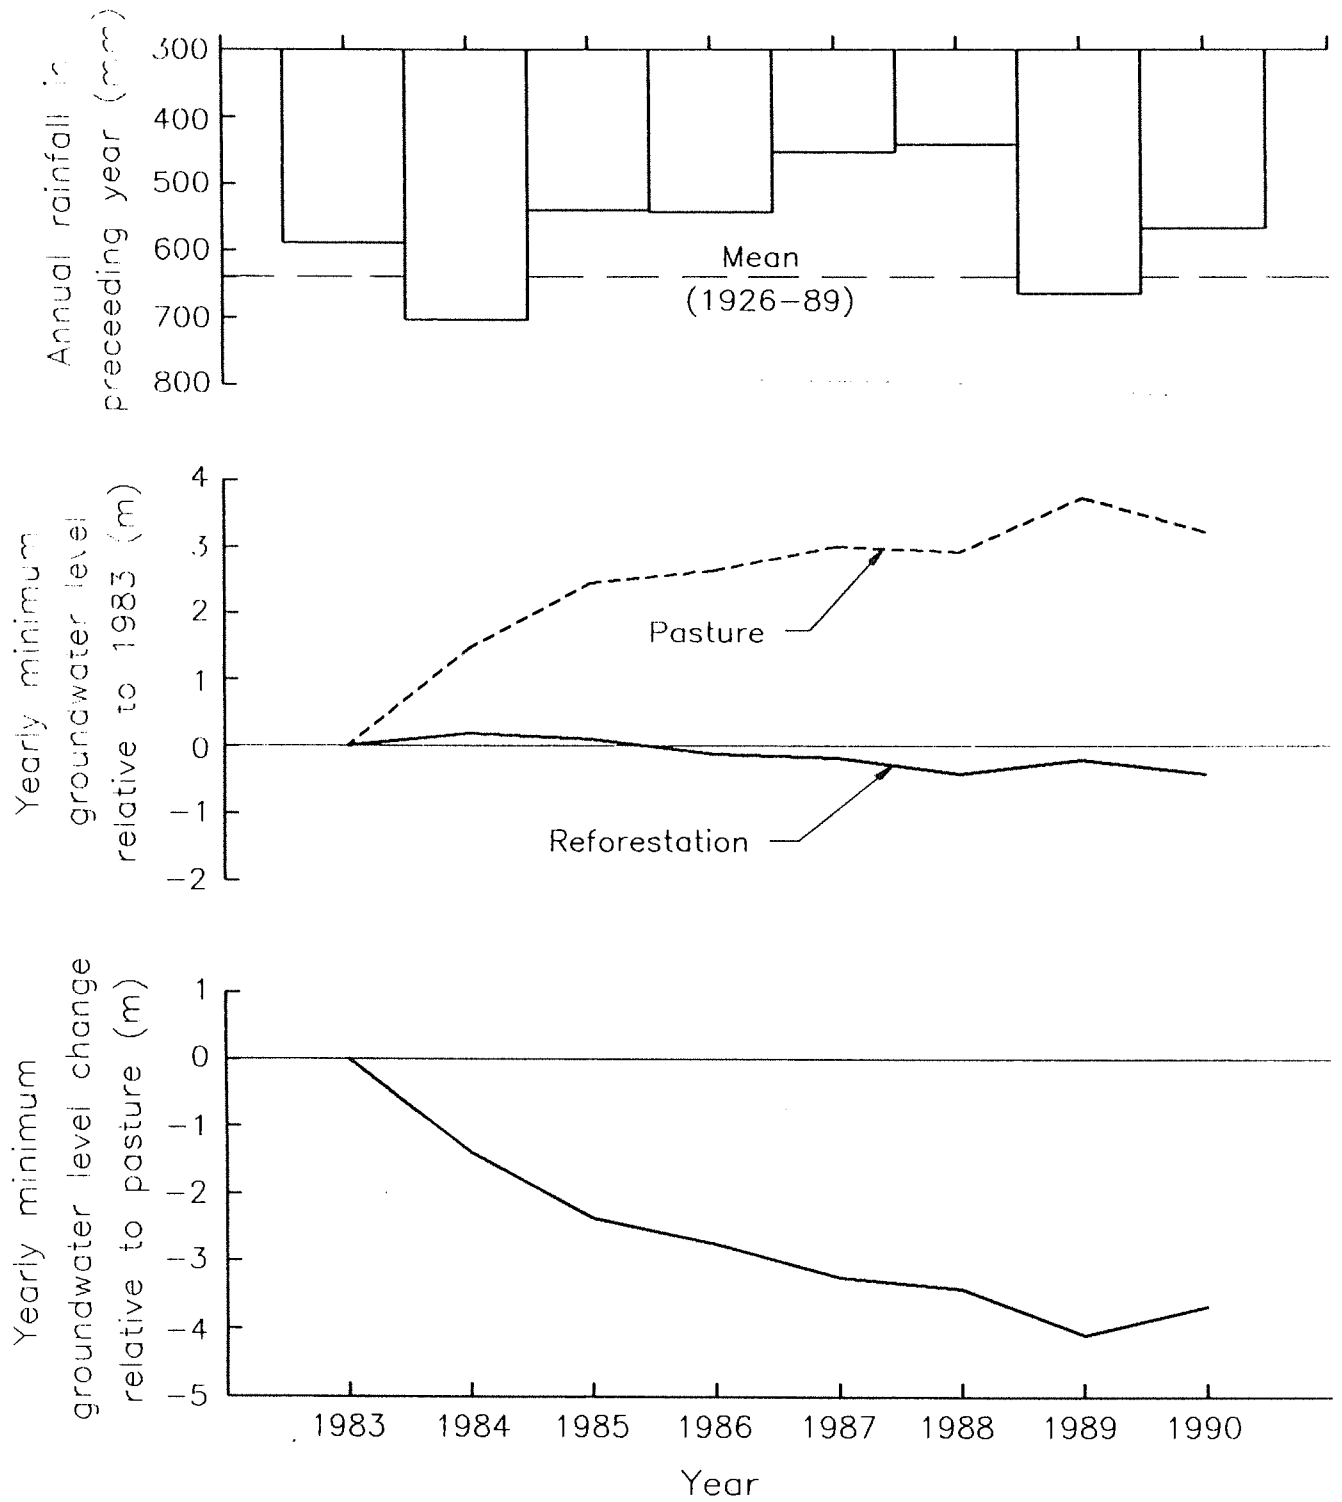 Annual rainfall in
preceeding year (mm)
300
400
500
600
700
800
Mean
(1926-89)
Yearly minimum
groundwater level
relative to 1983 (m)
4
3
2
1
0
-1
-2
Pasture
Reforestation
Yearly minimum
groundwater level change
relative to pasture (m)
1
0
-1
-2
-3
-4
-5
1983 1984 1985 1986 1987 1988 1989 1990
Year